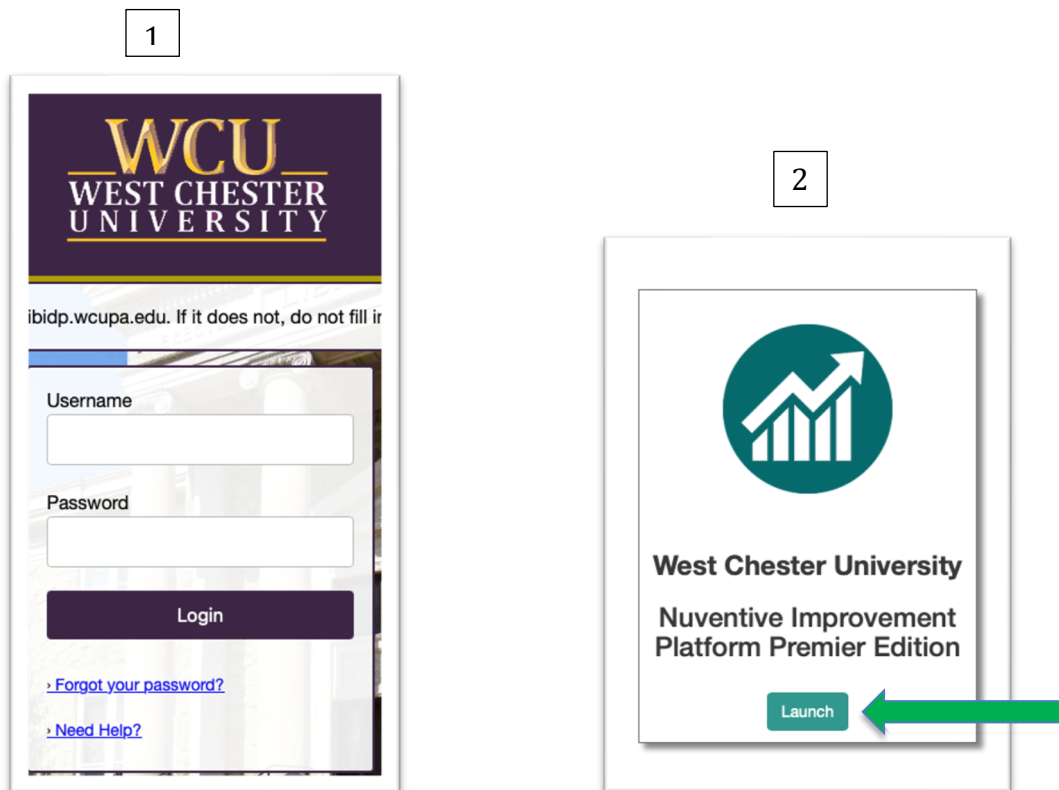 1
WCU
WEST CHESTER
UNIVERSITY
ibidp.wcupa.edu. If it does not, do not fill in
Username
Password
Login
› Forgot your password?
› Need Help?
2
West Chester University
Nuventive Improvement
Platform Premier Edition
Launch